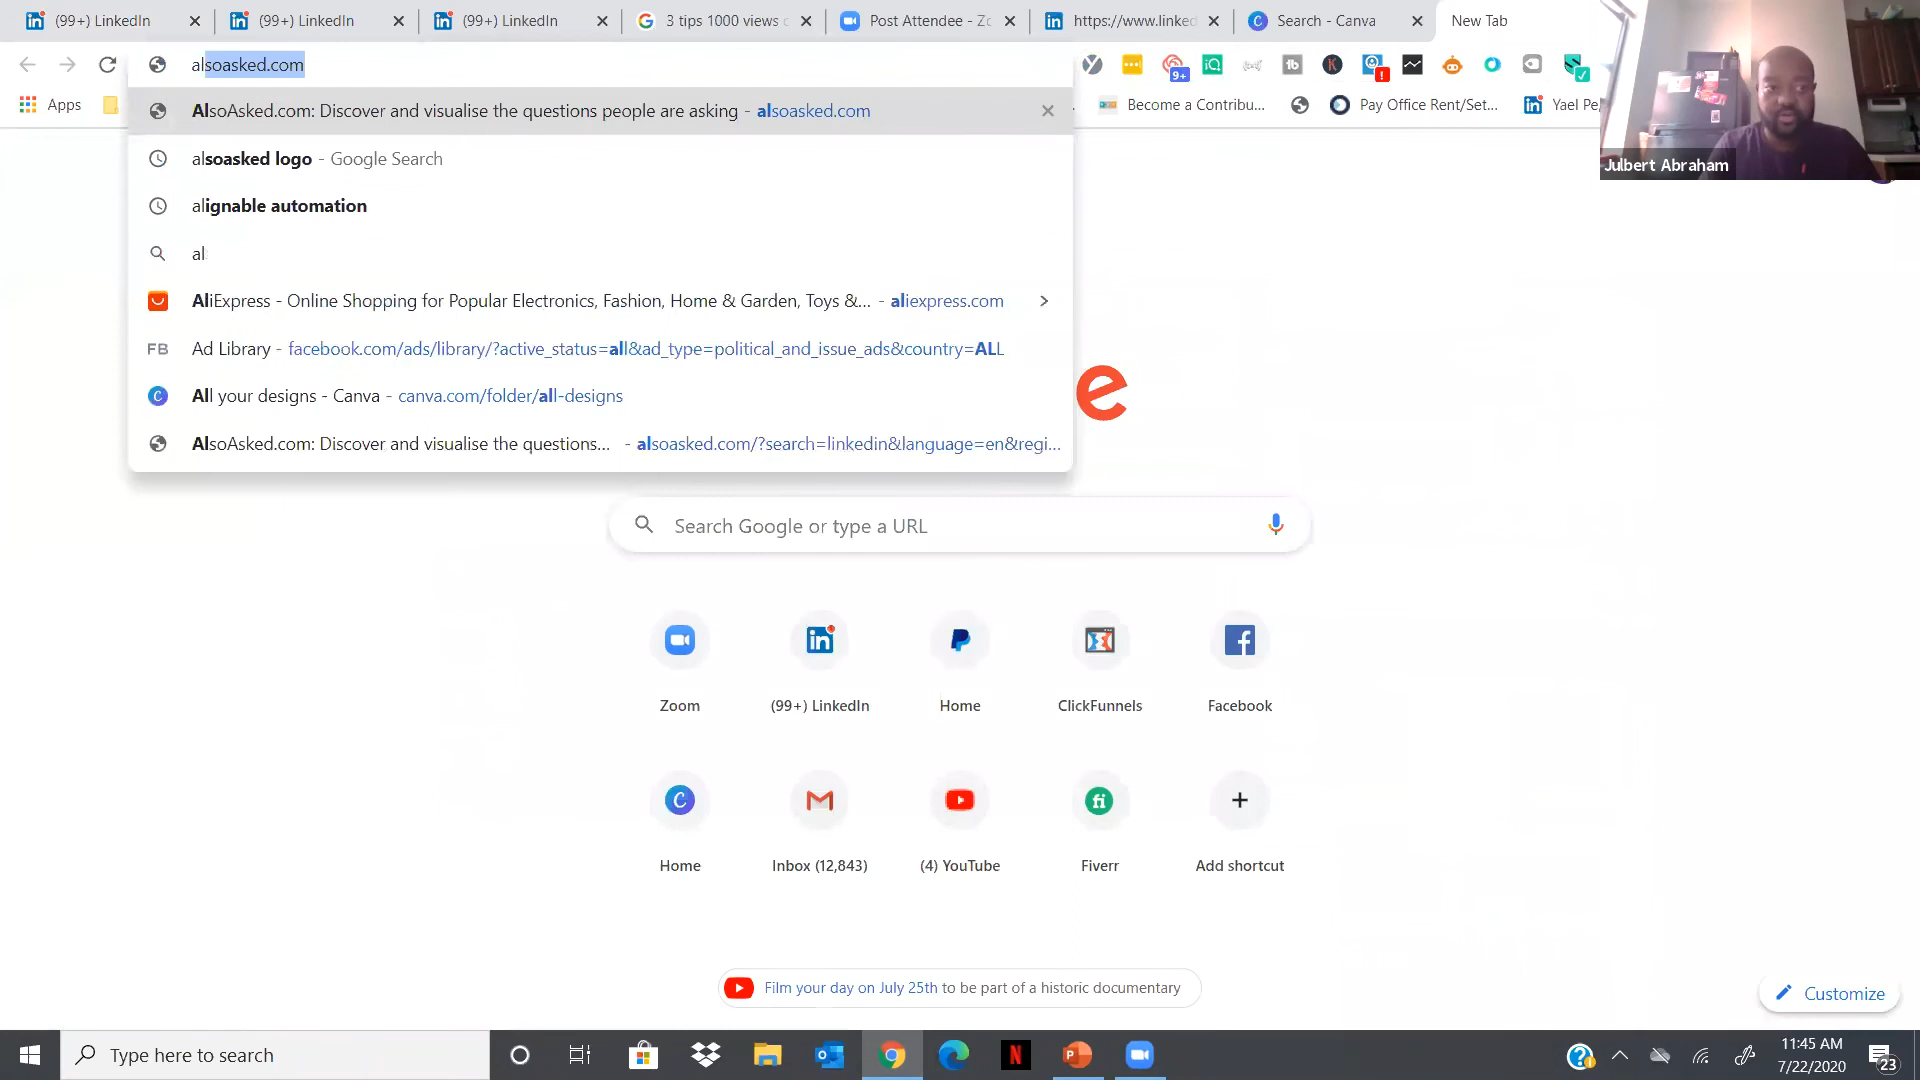 (99+) LinkedIn
(99+) LinkedIn
(99+) LinkedIn
3 tips 1000 views
Post Attendee - Zo
https://www.linked
Search - Canva
New Tab
alsoasked.com
9+
Apps
Become a Contribu...
Pay Office Rent/Set...
Yael Pe
AlsoAsked.com: Discover and visualise the questions people are asking - alsoasked.com
alsoasked logo - Google Search
alignable automation
al
AliExpress - Online Shopping for Popular Electronics, Fashion, Home & Garden, Toys &... - aliexpress.com
FB Ad Library - facebook.com/ads/library/?active_status=all&ad_type=political_and_issue_ads&country=ALL
All your designs - Canva - canva.com/folder/all-designs
AlsoAsked.com: Discover and visualise the questions... - alsoasked.com/?search=linkedin&language=en&regi...
Julbert Abraham
e
Search Google or type a URL
Zoom
(99+) LinkedIn
Home
ClickFunnels
Facebook
Home
Inbox (12,843)
(4) YouTube
Fiverr
Add shortcut
Film your day on July 25th to be part of a historic documentary
Customize
Type here to search
11:45 AM
7/22/2020
23